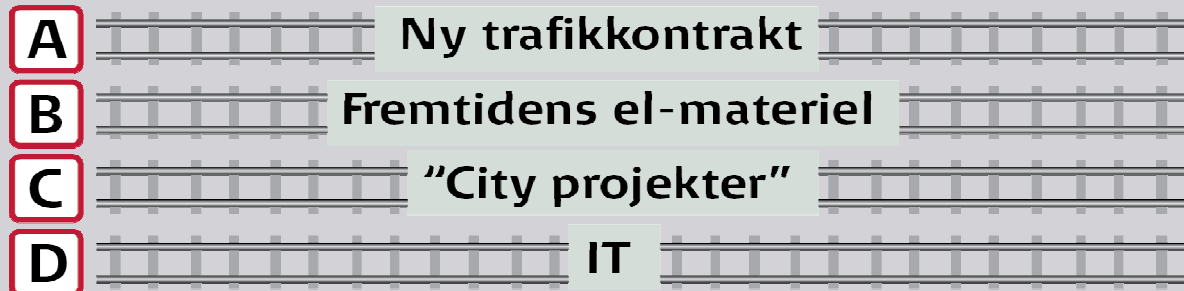 A Ny trafikkontrakt
B Fremtidens el-materiel
C “City projekter”
D IT